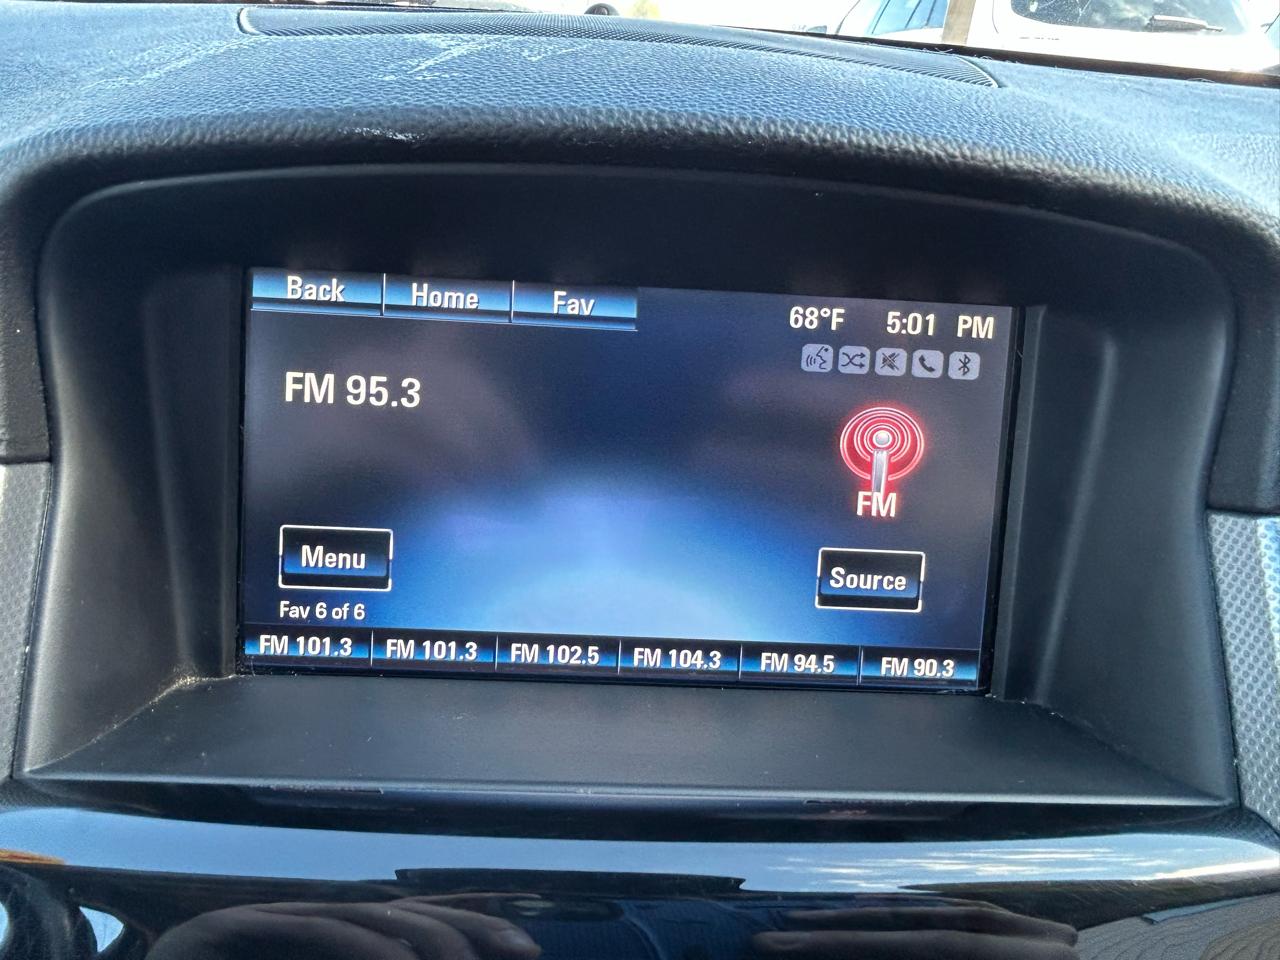 Back Home Fav
68°F 5:01 PM
FM 95.3
FM
Menu
Source
Fav 6 of 6
FM 101.3 FM 101.3 FM 102.5 FM 104.3 FM 94.5 FM 90.3